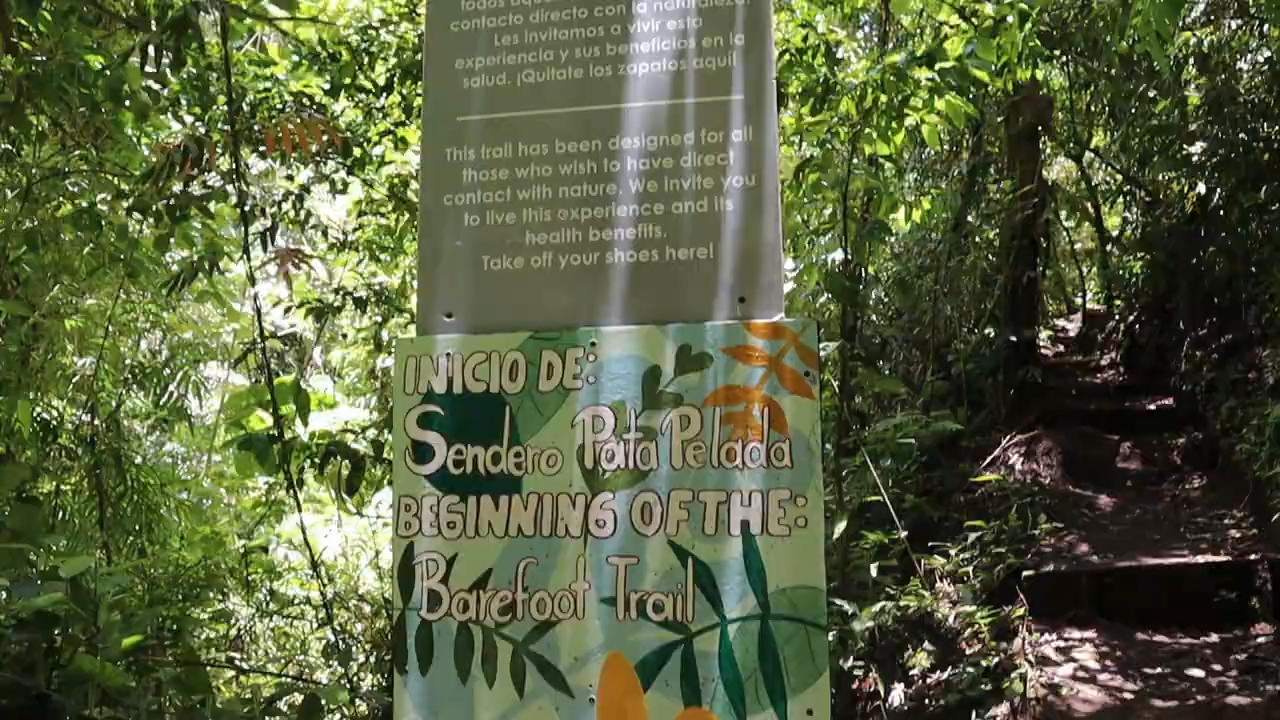 contacto directo con la naturaleza.
Les invitamos a vivir esta
experiencia y sus beneficios en la
salud. ¡Quítate los zapatos aquí!
This trail has been designed for all
those who wish to have direct
contact with nature. We invite you
to live this experience and its
health benefits.
Take off your shoes here!
INICIO DE:
Sendero Pata Pelada
BEGINNING OF THE:
Barefoot Trail